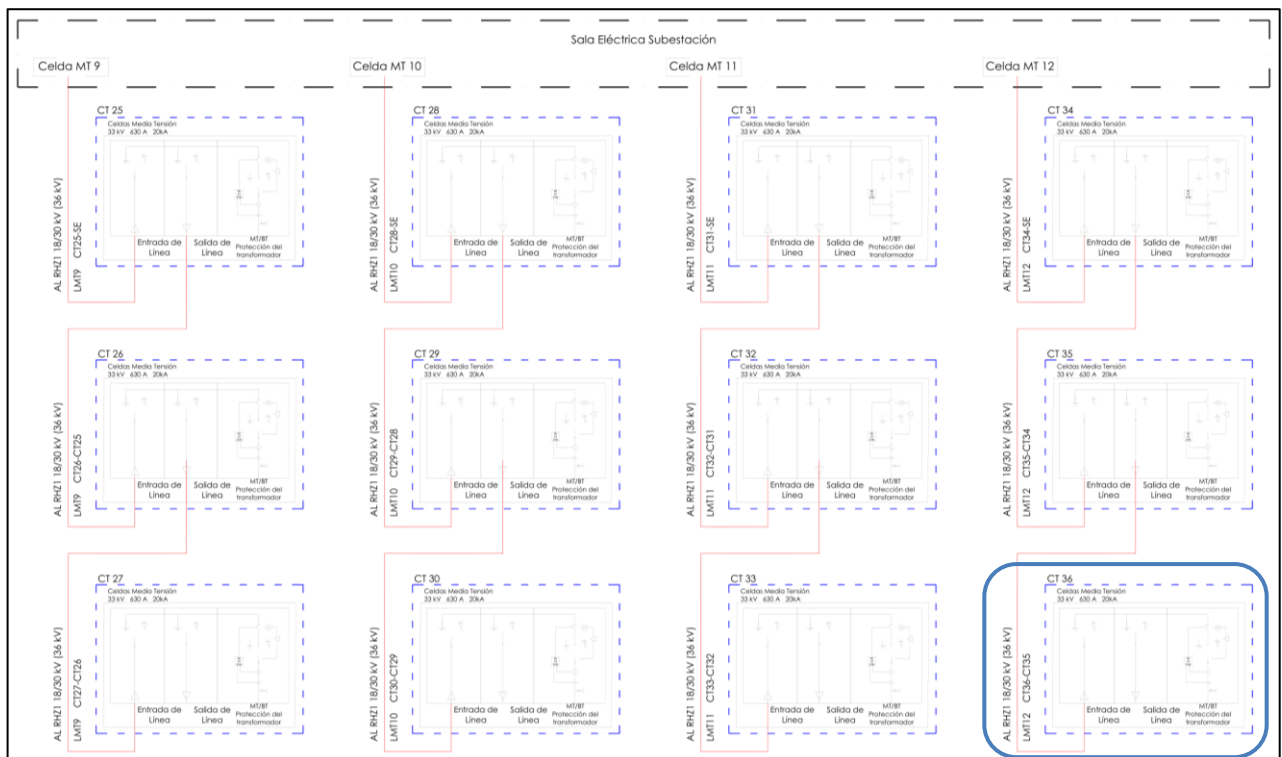 Sala Eléctrica Subestación
Celda MT 9
Celda MT 10
Celda MT 11
Celda MT 12
CT 25
Celdas Media Tensión
33 kV 630 A 20kA
Entrada de
Línea
Salida de
Línea
MT/BT
Protección del
transformador
AL RHZ1 18/30 kV (36 kV)
LMT9 CT25-SE
CT 28
Celdas Media Tensión
33 kV 630 A 20kA
Entrada de
Línea
Salida de
Línea
MT/BT
Protección del
transformador
AL RHZ1 18/30 kV (36 kV)
LMT10 CT28-SE
CT 31
Celdas Media Tensión
33 kV 630 A 20kA
Entrada de
Línea
Salida de
Línea
MT/BT
Protección del
transformador
AL RHZ1 18/30 kV (36 kV)
LMT11 CT31-SE
CT 34
Celdas Media Tensión
33 kV 630 A 20kA
Entrada de
Línea
Salida de
Línea
MT/BT
Protección del
transformador
AL RHZ1 18/30 kV (36 kV)
LMT12 CT34-SE
CT 26
Celdas Media Tensión
33 kV 630 A 20kA
Entrada de
Línea
Salida de
Línea
MT/BT
Protección del
transformador
AL RHZ1 18/30 kV (36 kV)
LMT9 CT26-CT25
CT 29
Celdas Media Tensión
33 kV 630 A 20kA
Entrada de
Línea
Salida de
Línea
MT/BT
Protección del
transformador
AL RHZ1 18/30 kV (36 kV)
LMT10 CT29-CT28
CT 32
Celdas Media Tensión
33 kV 630 A 20kA
Entrada de
Línea
Salida de
Línea
MT/BT
Protección del
transformador
AL RHZ1 18/30 kV (36 kV)
LMT11 CT32-CT31
CT 35
Celdas Media Tensión
33 kV 630 A 20kA
Entrada de
Línea
Salida de
Línea
MT/BT
Protección del
transformador
AL RHZ1 18/30 kV (36 kV)
LMT12 CT35-CT34
CT 27
Celdas Media Tensión
33 kV 630 A 20kA
Entrada de
Línea
Salida de
Línea
MT/BT
Protección del
transformador
AL RHZ1 18/30 kV (36 kV)
LMT9 CT27-CT26
CT 30
Celdas Media Tensión
33 kV 630 A 20kA
Entrada de
Línea
Salida de
Línea
MT/BT
Protección del
transformador
AL RHZ1 18/30 kV (36 kV)
LMT10 CT30-CT29
CT 33
Celdas Media Tensión
33 kV 630 A 20kA
Entrada de
Línea
Salida de
Línea
MT/BT
Protección del
transformador
AL RHZ1 18/30 kV (36 kV)
LMT11 CT33-CT32
CT 36
Celdas Media Tensión
33 kV 630 A 20kA
Entrada de
Línea
Salida de
Línea
MT/BT
Protección del
transformador
AL RHZ1 18/30 kV (36 kV)
LMT12 CT36-CT35